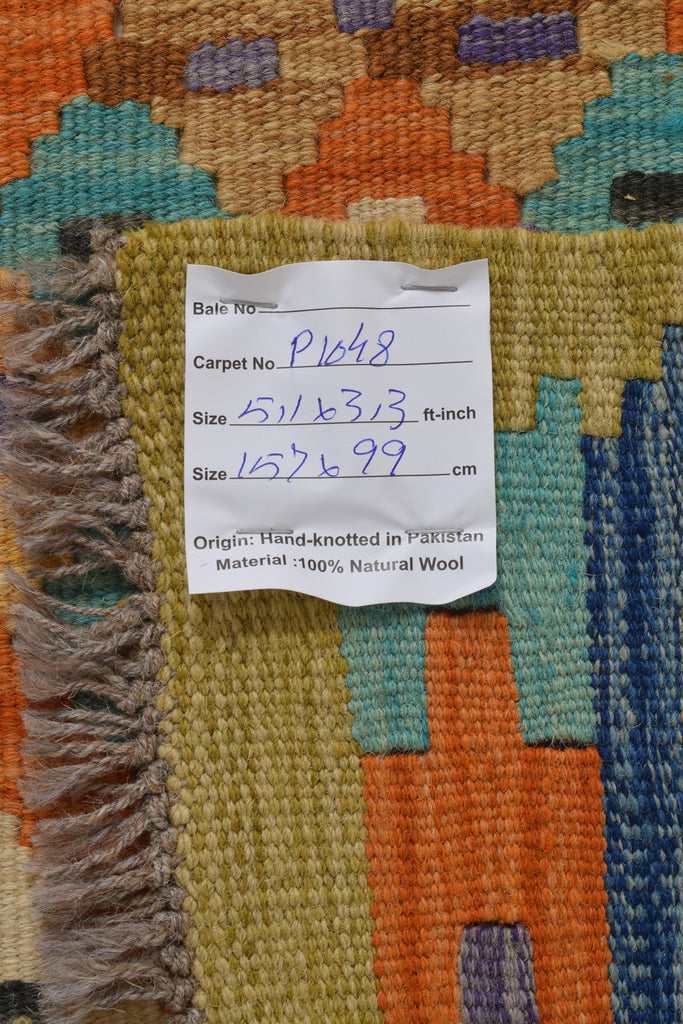 Bale No
Carpet No P1048
Size 5,1x3,3 ft-inch
Size 157x99 cm
Origin: Hand-knotted in Pakistan
Material :100% Natural Wool